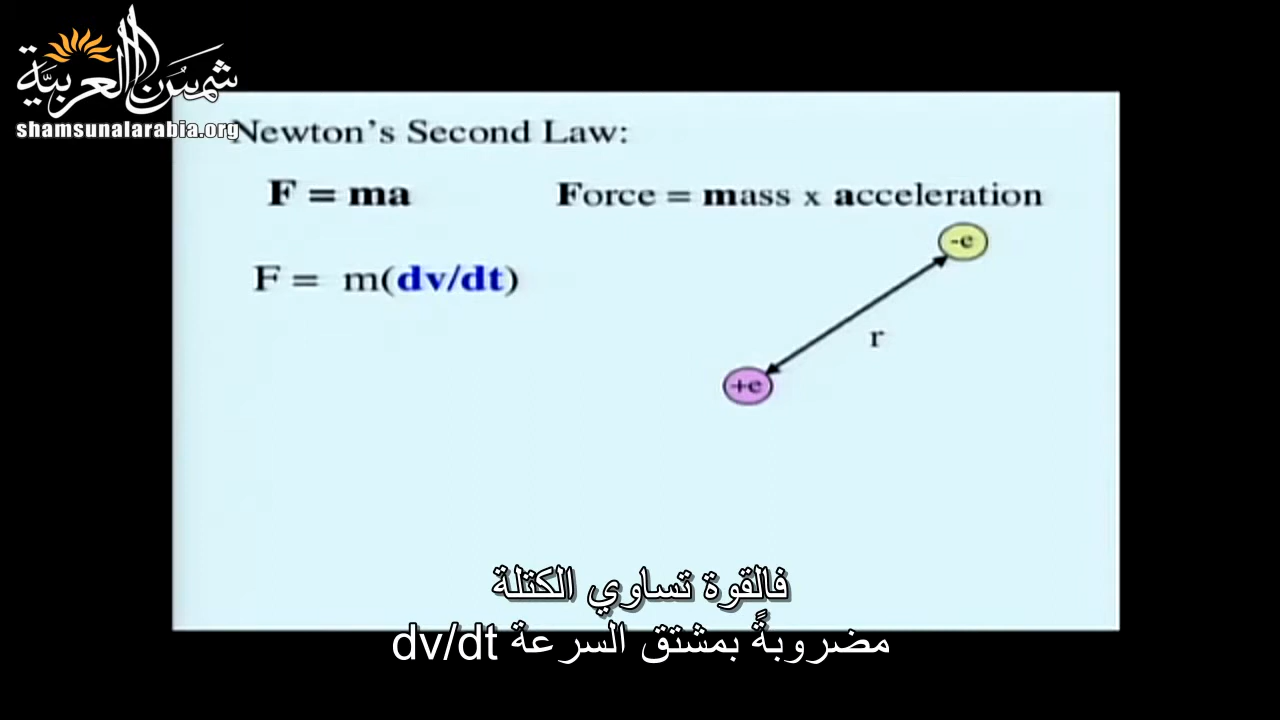 شمس العربية
shamsunalarabia.org
Newton's Second Law:
F = ma
Force = mass x acceleration
-e
F = m(dv/dt)
r
+e
فالقوة تساوي الكتلة
مضروبةً بمشتق السرعة dv/dt